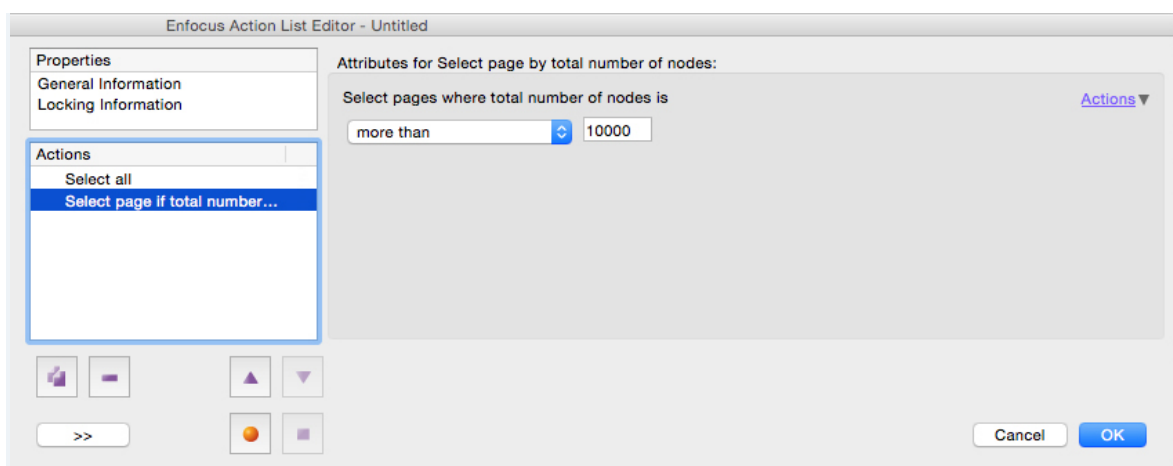 Enfocus Action List Editor - Untitled
Properties
General Information
Locking Information
Actions
Select all
Select page if total number...
>>
Attributes for Select page by total number of nodes:
Select pages where total number of nodes is
Actions▼
more than 10000
Cancel OK